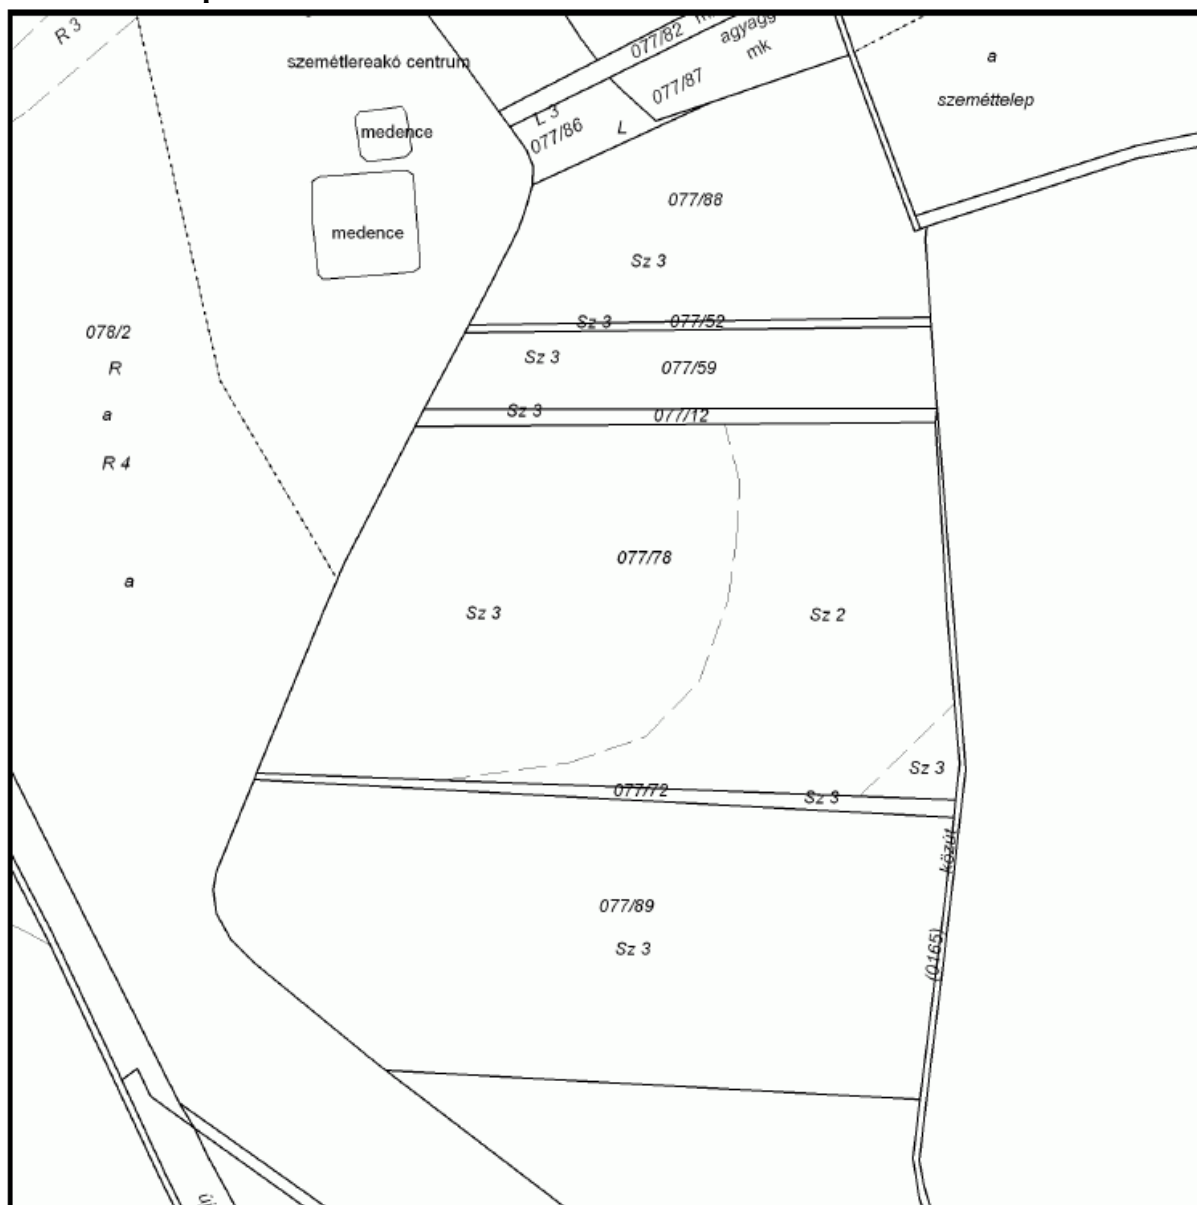 R 3
077/82
agyagg
mk
szemétlereakó centrum
077/87
a
szeméttelep
L 3
077/86
L
medence
077/88
medence
Sz 3
Sz 3
077/52
078/2
Sz 3
077/59
R
a
Sz 3
077/12
R 4
077/78
a
Sz 3
Sz 2
Sz 3
077/72
Sz 3
közút
077/89
Sz 3
(0165)